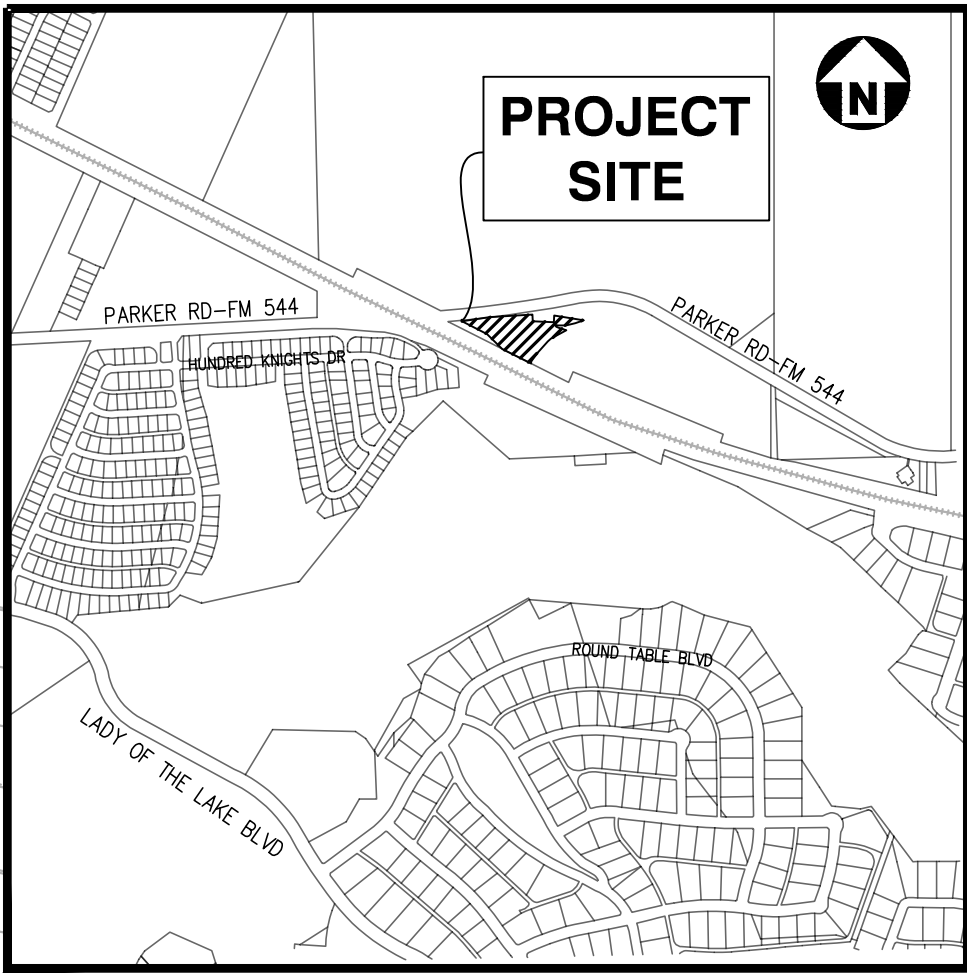 PROJECT
SITE
N
PARKER RD-FM 544
PARKER RD-FM 544
HUNDRED KNIGHTS DR
ROUND TABLE BLVD
LADY OF THE LAKE BLVD